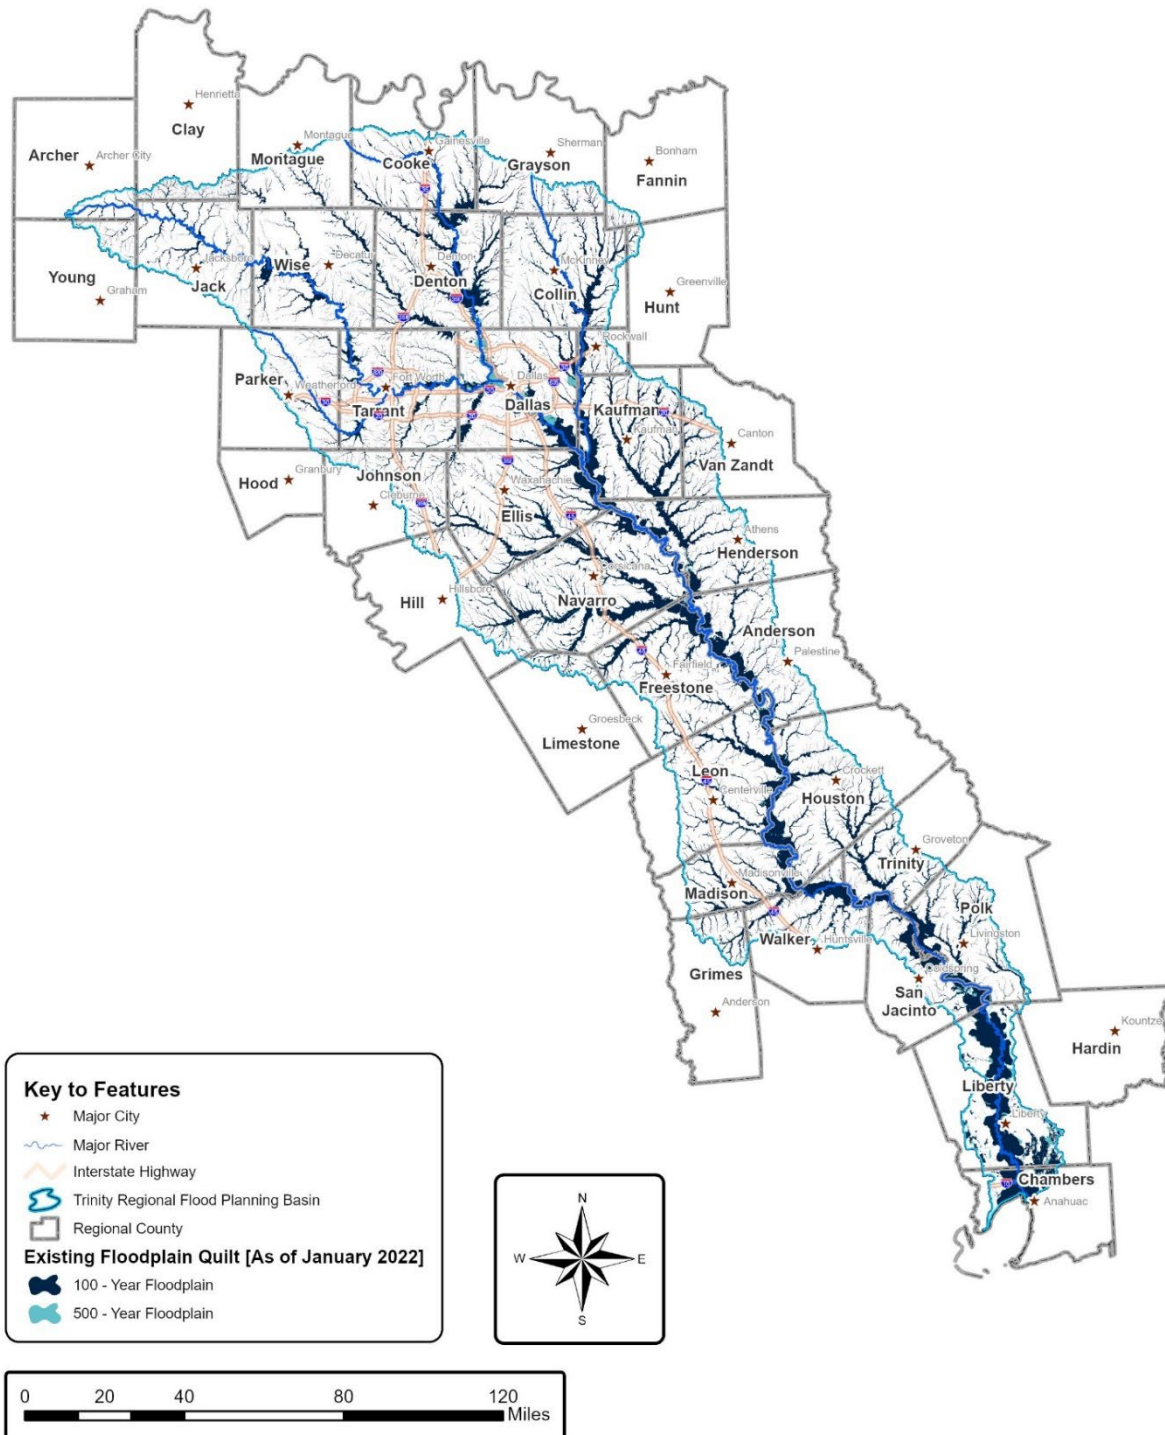 Henrietta
Clay
Archer
Archer City
Montague
Montague
Gainesville
Cooke
Sherman
Grayson
Bonham
Fannin
Young
Graham
Jacksboro
Jack
Wise
Decatur
Denton
Denton
McKinney
Collin
Greenville
Hunt
Rockwall
Parker
Weatherford
Fort Worth
Tarrant
Dallas
Dallas
Kaufman
Kaufman
Canton
Van Zandt
Hood
Granbury
Johnson
Cleburne
Waxahachie
Ellis
Athens
Henderson
Hill
Hillsboro
Corsicana
Navarro
Anderson
Palestine
Fairfield
Freestone
Groesbeck
Limestone
Leon
Centerville
Crockett
Houston
Groveton
Trinity
Madisonville
Madison
Polk
Livingston
Walker
Huntsville
Grimes
Anderson
Coldspring
San
Jacinto
Kountze
Hardin
Liberty
Liberty
Chambers
Anahuac
Key to Features
Major City
Major River
Interstate Highway
Trinity Regional Flood Planning Basin
Regional County
Existing Floodplain Quilt [As of January 2022]
100 - Year Floodplain
500 - Year Floodplain
N
W E
S
0 20 40 80 120
Miles